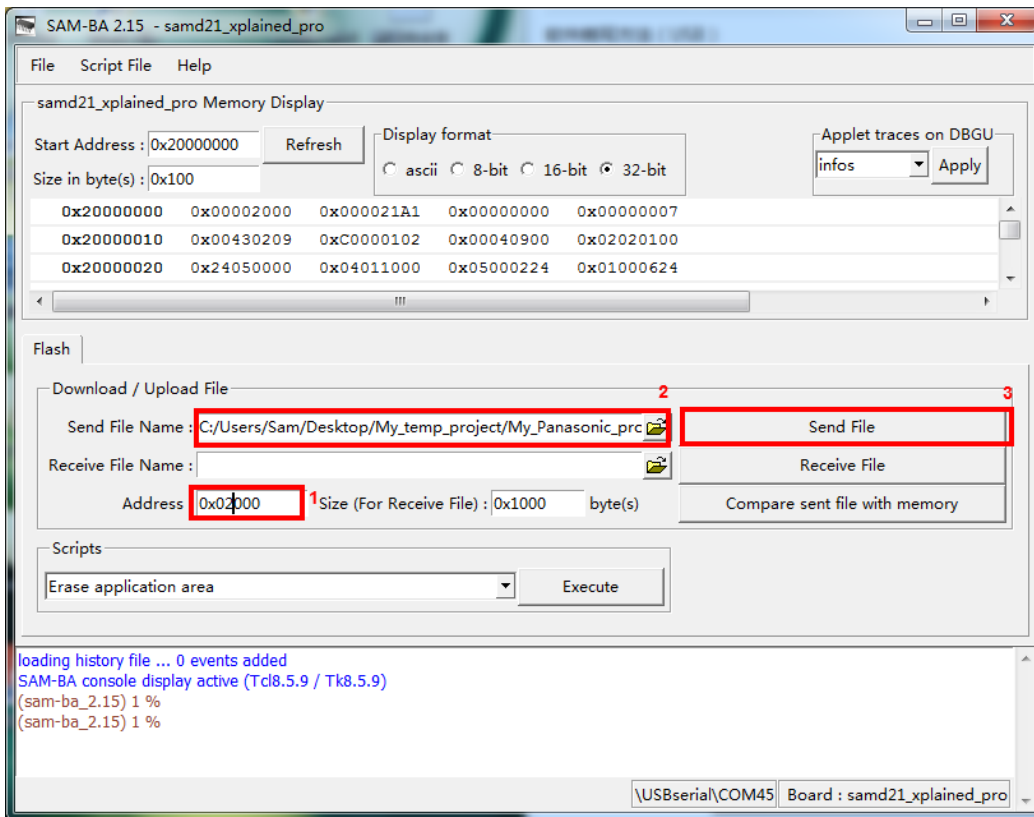 SAM-BA 2.15 - samd21_xplained_pro
File Script File Help
samd21_xplained_pro Memory Display
Start Address : 0x20000000 Refresh
Size in byte(s) : 0x100
Display format
ascii 8-bit 16-bit 32-bit
Applet traces on DBGU
infos Apply
0x20000000 0x00002000 0x000021A1 0x00000000 0x00000007
0x20000010 0x00430209 0xC0000102 0x00040900 0x02020100
0x20000020 0x24050000 0x04011000 0x05000224 0x01000624
Flash
Download / Upload File
2 3
Send File Name : C:/Users/Sam/Desktop/My_temp_project/My_Panasonic_prc Send File
Receive File Name : Receive File
Address 0x02000 1 Size (For Receive File) : 0x1000 byte(s) Compare sent file with memory
Scripts
Erase application area Execute
loading history file ... 0 events added
SAM-BA console display active (Tcl8.5.9 / Tk8.5.9)
(sam-ba_2.15) 1 %
(sam-ba_2.15) 1 %
\USBserial\COM45 Board : samd21_xplained_pro